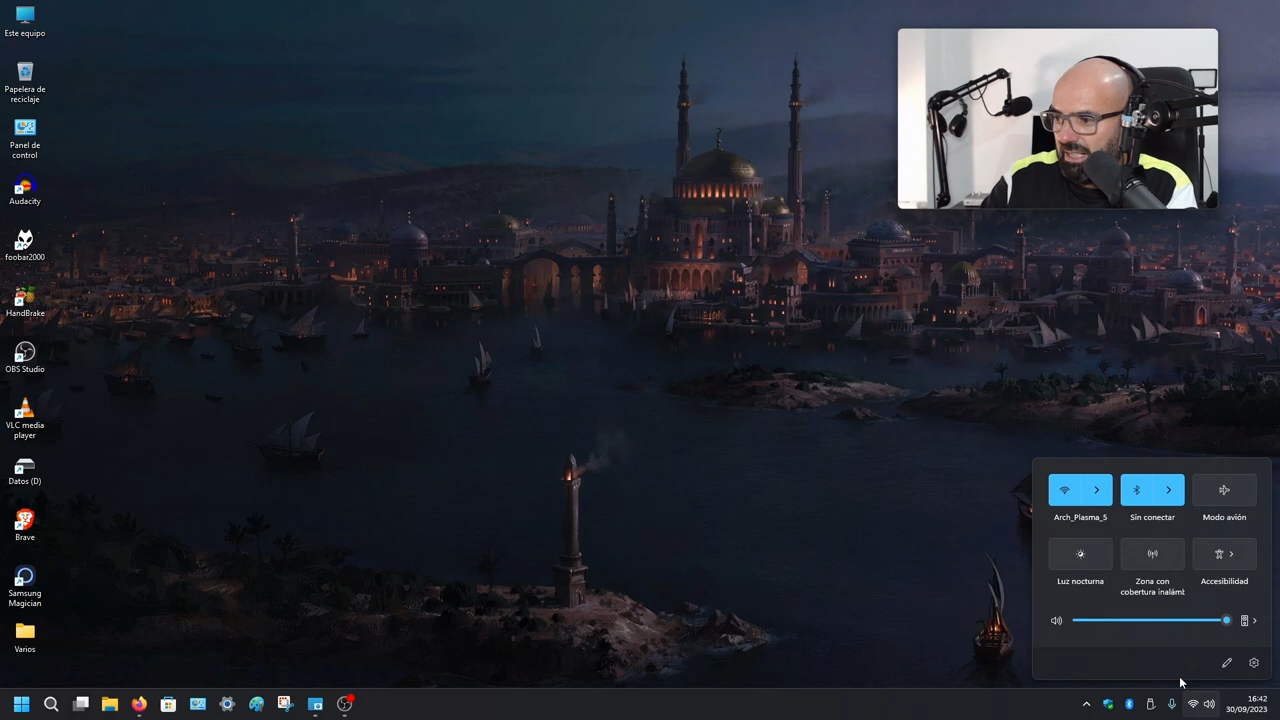 Este equipo
Papelera de
reciclaje
Panel de
control
Audacity
foobar2000
HandBrake
OBS Studio
VLC media
player
Datos (D)
Brave
Samsung
Magician
Varios
Arch_Plasma_5
Sin conectar
Modo avión
Luz nocturna
Zona con
cobertura inalámb
Accesibilidad
16:42
30/09/2023